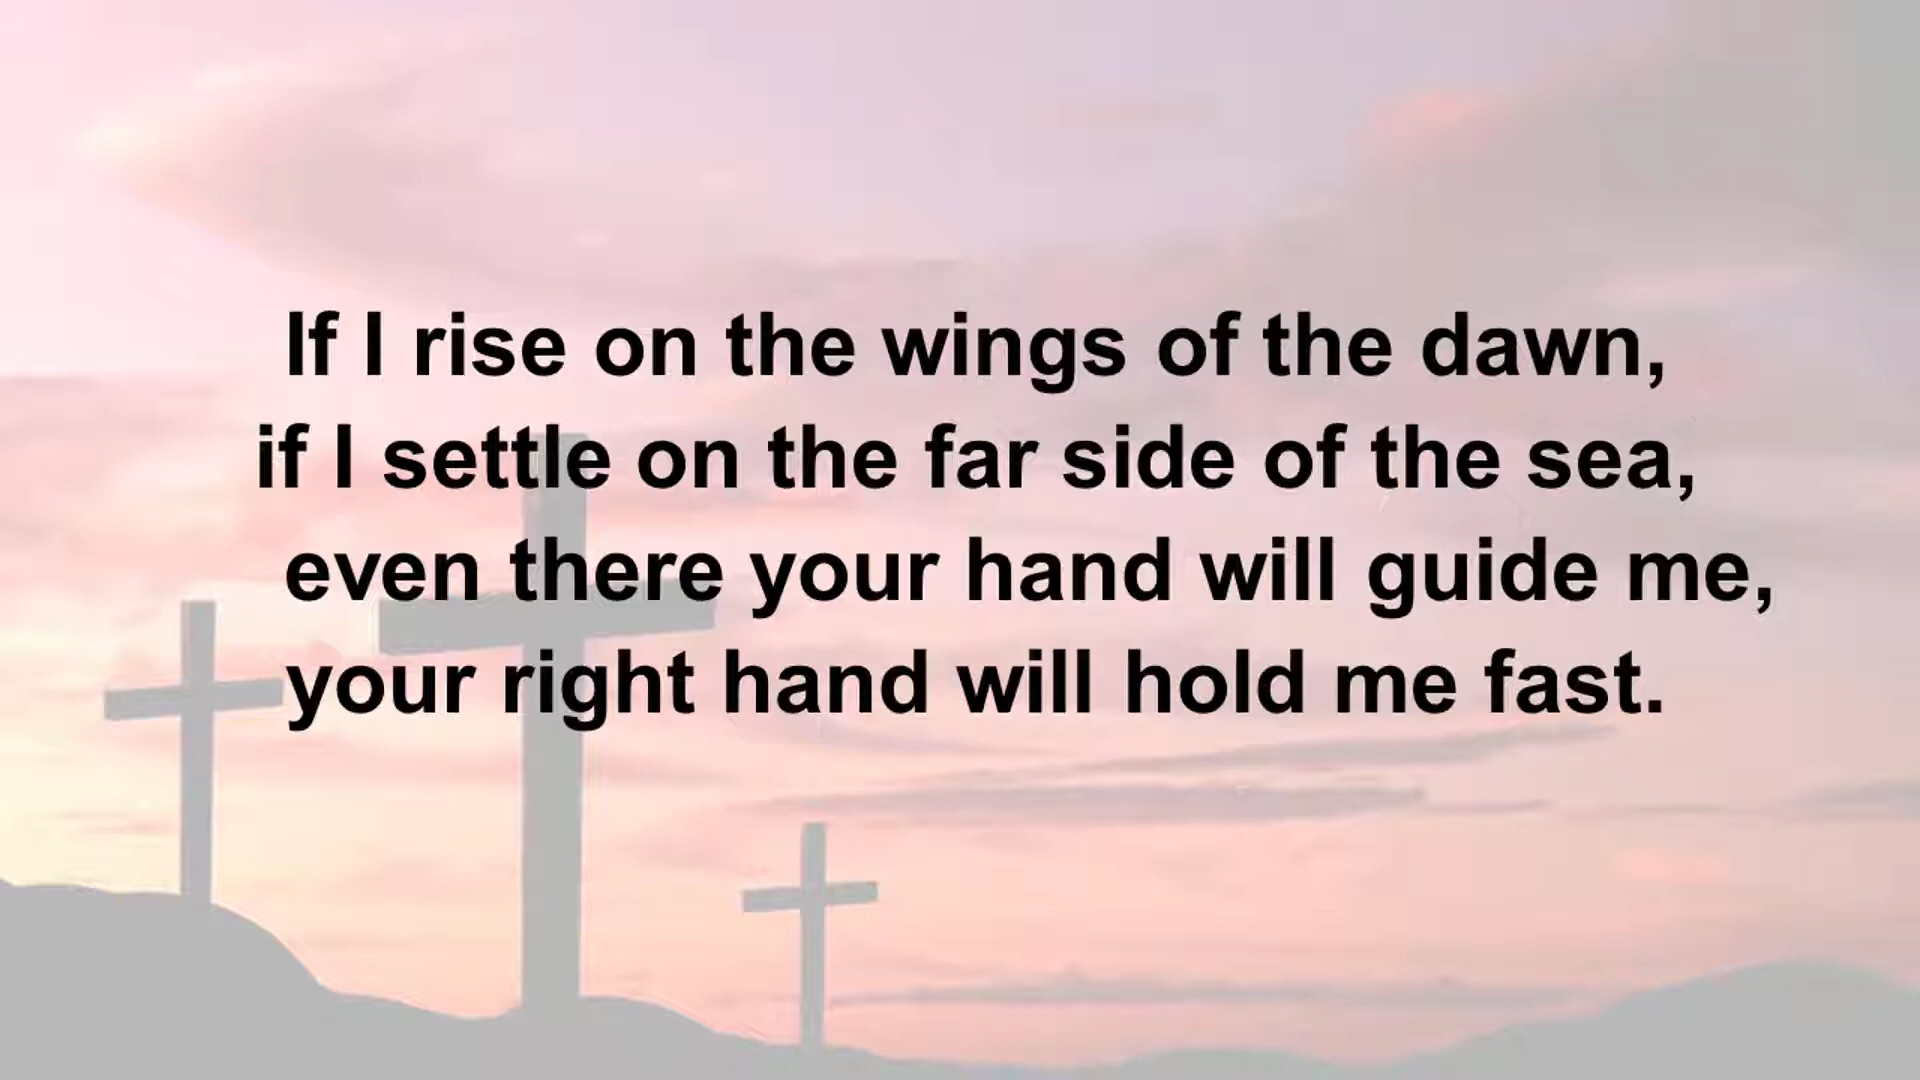 If I rise on the wings of the dawn,
if I settle on the far side of the sea,
even there your hand will guide me,
your right hand will hold me fast.